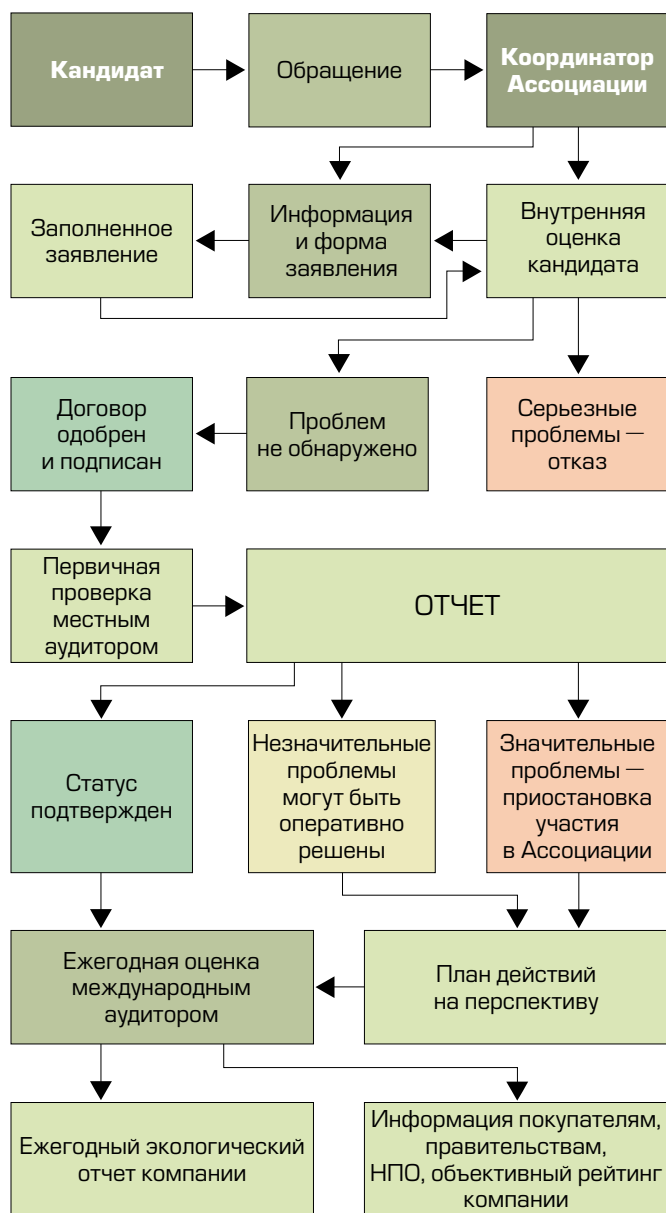 Кандидат
Обращение
Координатор
Ассоциации
Заполненное
заявление
Информация
и форма
заявления
Внутренняя
оценка
кандидата
Договор
одобрен
и подписан
Проблем
не обнаружено
Серьезные
проблемы —
отказ
Первичная
проверка
местным
аудитором
ОТЧЕТ
Статус
подтвержден
Незначительные
проблемы
могут быть
оперативно
решены
Значительные
проблемы —
приостановка
участия
в Ассоциации
Ежегодная оценка
международным
аудитором
План действий
на перспективу
Ежегодный экологический
отчет компании
Информация покупателям,
правительствам,
НПО, объективный рейтинг
компании